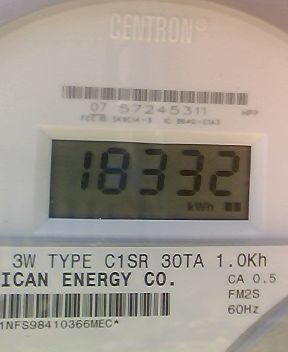 CENTRON®
07 57245311 MPP
18332
kWh
3W TYPE C1SR 30TA 1.0Kh
ICAN ENERGY CO. CA 0.5
FM2S
60Hz
1NFS98410366MEC*